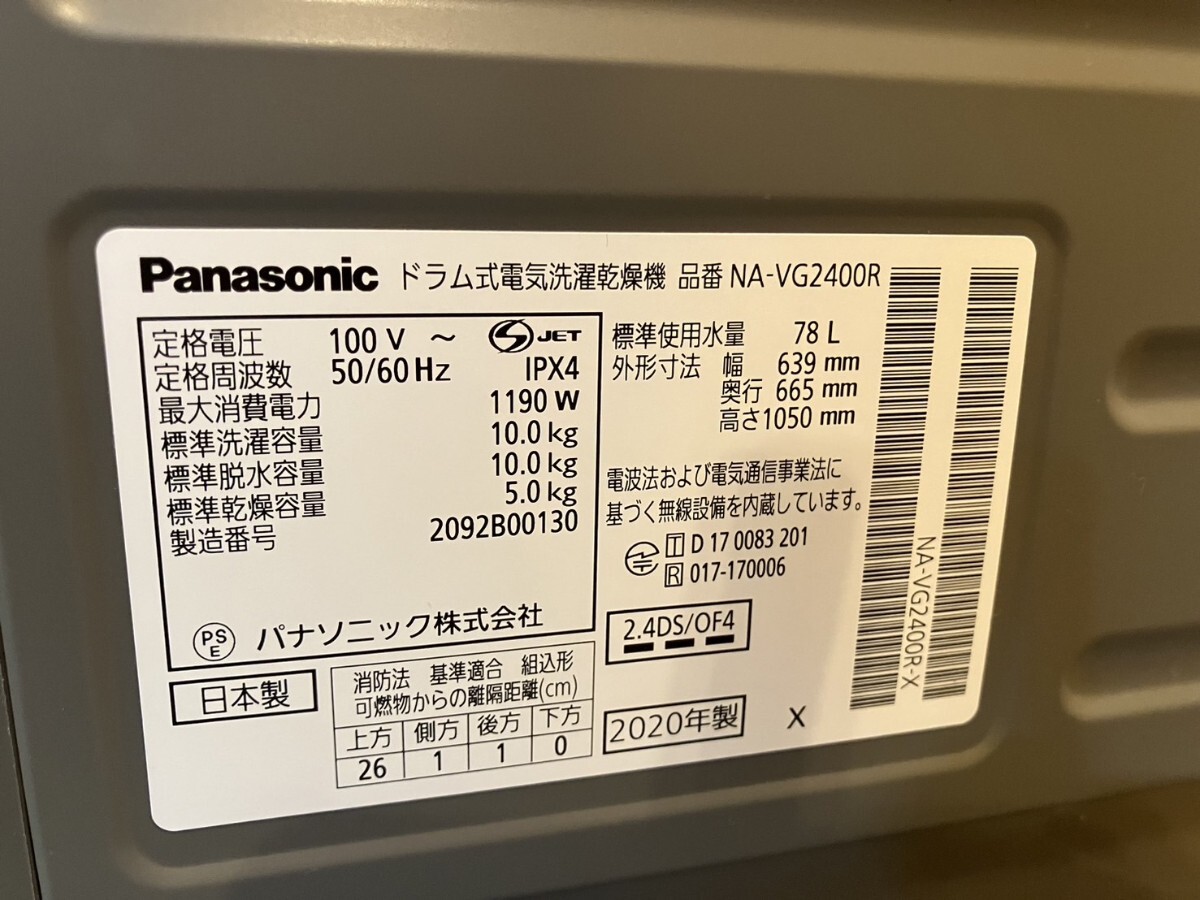 Panasonic ドラム式電気洗濯乾燥機 品番 NA-VG2400R
定格電圧 100 V ~ S JET
定格周波数 50/60 Hz IPX4
最大消費電力 1190 W
標準洗濯容量 10.0 kg
標準脱水容量 10.0 kg
標準乾燥容量 5.0 kg
製造番号 2092B00130
PS
E パナソニック株式会社
日本製
消防法 基準適合 組込形
可燃物からの離隔距離(cm)
上方 側方 後方 下方
26 1 1 0
標準使用水量 78 L
外形寸法 幅 639 mm
奥行 665 mm
高さ1050 mm
電波法および電気通信事業法に
基づく無線設備を内蔵しています。
T D 17 0083 201
R 017-170006
2.4DS/OF4
2020年製 X
NA-VG2400R-X